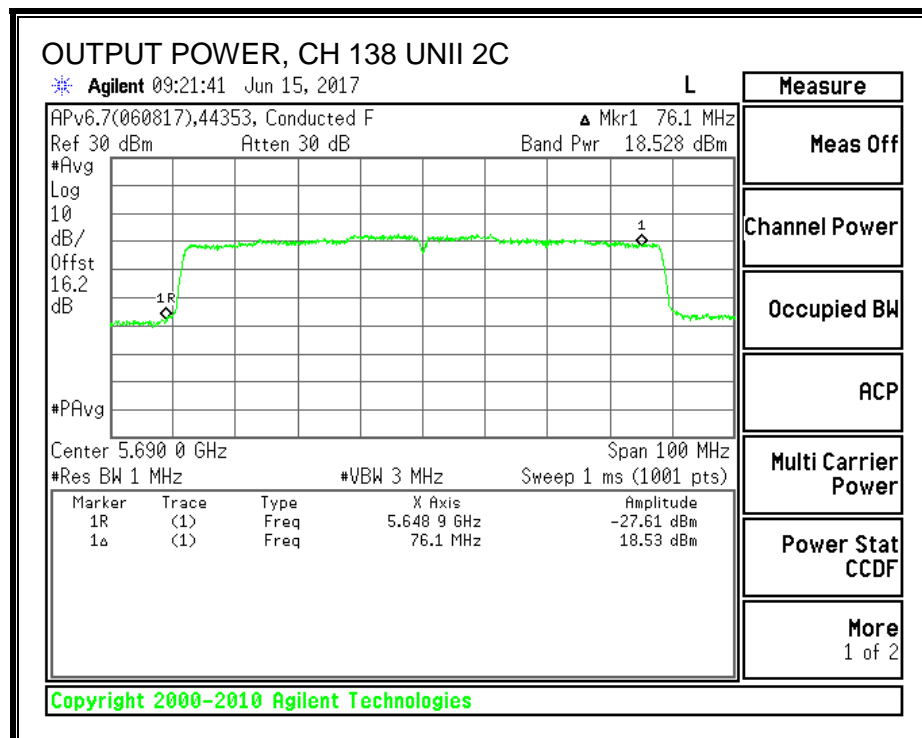 OUTPUT POWER, CH 138 UNII 2C
Agilent 09:21:41 Jun 15, 2017 L
APv6.7(060817),44353, Conducted F Δ Mkr1 76.1 MHz
Ref 30 dBm Atten 30 dB Band Pwr 18.528 dBm
#Avg
Log
10
dB/
Offst
16.2
dB
1
1R
#PAvg
Center 5.690 0 GHz Span 100 MHz
#Res BW 1 MHz #VBW 3 MHz Sweep 1 ms (1001 pts)
Marker Trace Type X Axis Amplitude
1R (1) Freq 5.648 9 GHz -27.61 dBm
1Δ (1) Freq 76.1 MHz 18.53 dBm
Measure
Meas Off
Channel Power
Occupied BW
ACP
Multi Carrier
Power
Power Stat
CCDF
More
1 of 2
Copyright 2000-2010 Agilent Technologies